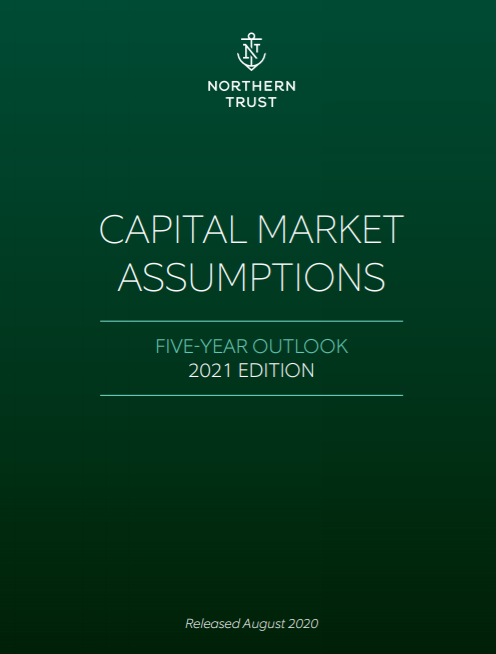 NORTHERN
TRUST
CAPITAL MARKET
ASSUMPTIONS
FIVE-YEAR OUTLOOK
2021 EDITION
Released August 2020